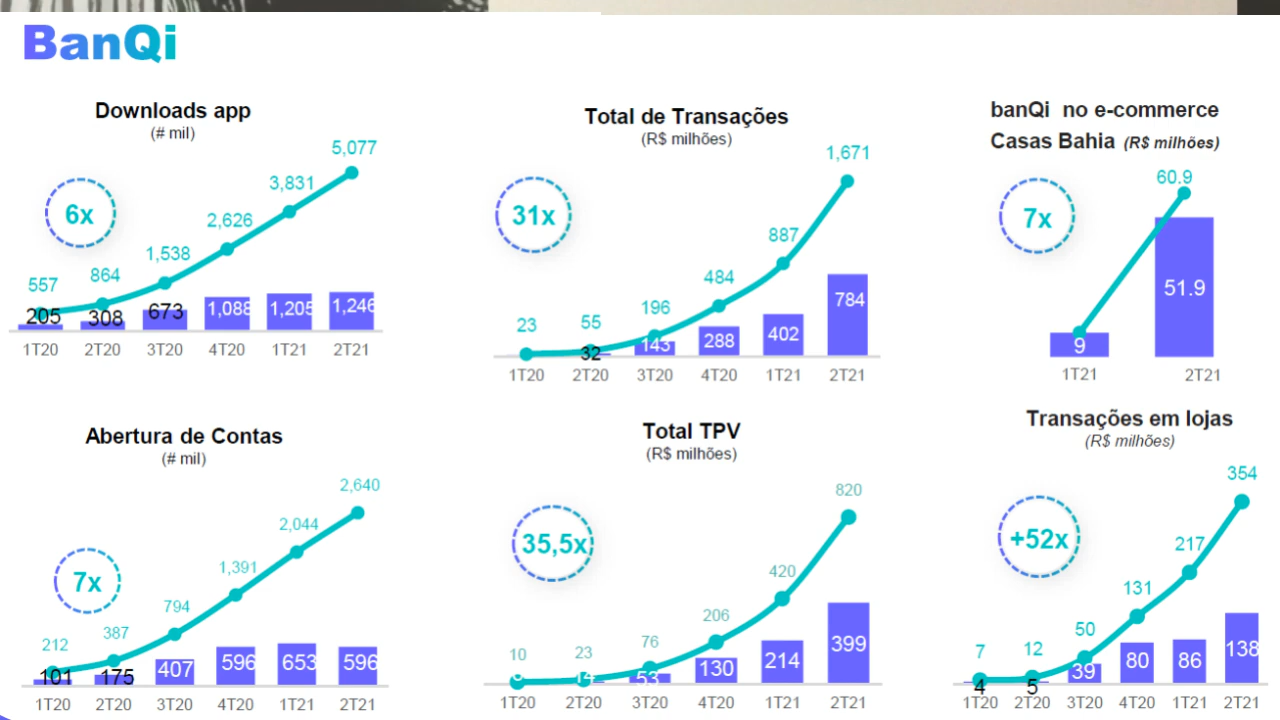 BanQi
Downloads app
(# mil)
6x
557
864
1,538
2,626
3,831
5,077
205
308
673
1,088
1,205
1,246
1T20 2T20 3T20 4T20 1T21 2T21
Total de Transações
(R$ milhões)
31x
23
55
196
484
887
1,671
32
143
288
402
784
1T20 2T20 3T20 4T20 1T21 2T21
banQi no e-commerce
Casas Bahia (R$ milhões)
7x
60.9
9
51.9
1T21 2T21
Abertura de Contas
(# mil)
7x
212
387
794
1,391
2,044
2,640
101
175
407
596
653
596
1T20 2T20 3T20 4T20 1T21 2T21
Total TPV
(R$ milhões)
35,5x
10
23
76
206
420
820
14
53
130
214
399
1T20 2T20 3T20 4T20 1T21 2T21
Transações em lojas
(R$ milhões)
+52x
7
12
50
131
217
354
4
5
39
80
86
138
1T20 2T20 3T20 4T20 1T21 2T21